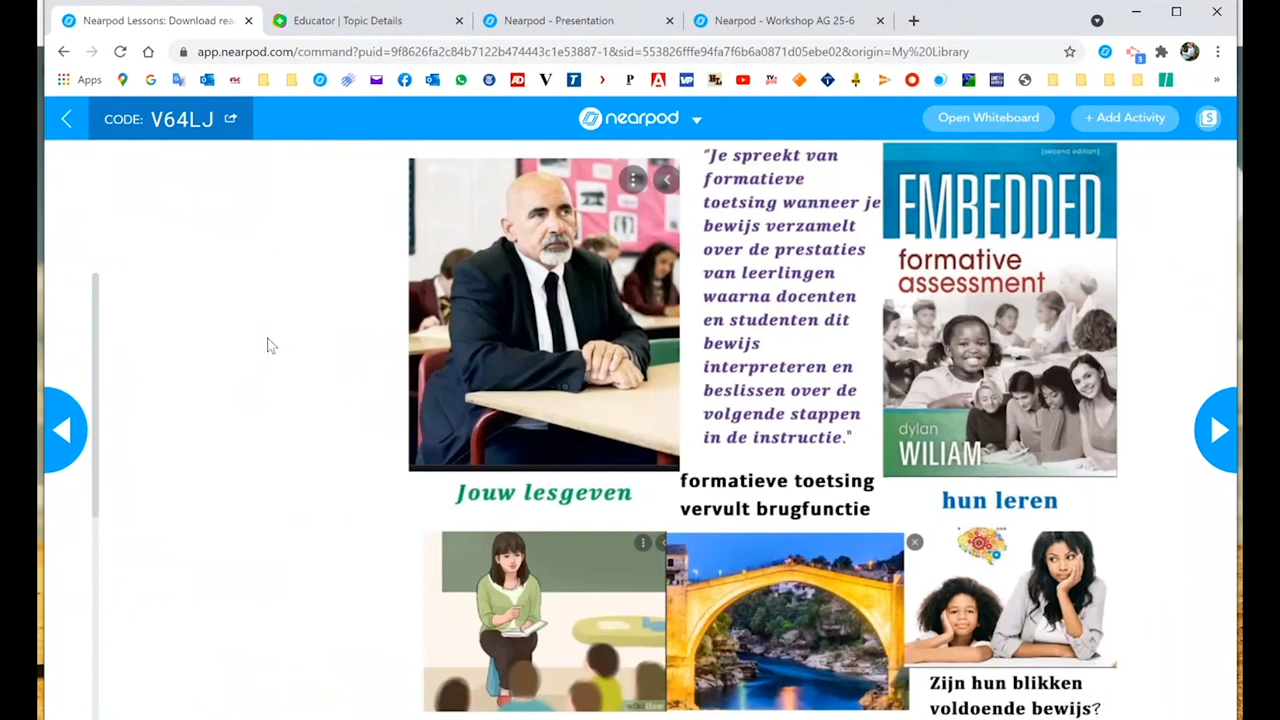 Nearpod Lessons: Download rea
Educator | Topic Details
Nearpod - Presentation
Nearpod - Workshop AG 25-6
app.nearpod.com/command?puid=9f8626fa2c84b7122b474443c1e53887-1&sid=553826fffe94fa7f6b6a0871d05ebe02&origin=My%20Library
3
Apps
CODE: V64LJ
nearpod
Open Whiteboard
+ Add Activity
"Je spreekt van
formatieve
toetsing wanneer je
bewijs verzamelt
over de prestaties
van leerlingen
waarna docenten
en studenten dit
bewijs
interpreteren en
beslissen over de
volgende stappen
in de instructie."
[second edition]
EMBEDDED
formative
assessment
dylan
WILIAM
Jouw lesgeven
formatieve toetsing
vervult brugfunctie
hun leren
wikiHow
Zijn hun blikken
voldoende bewijs?